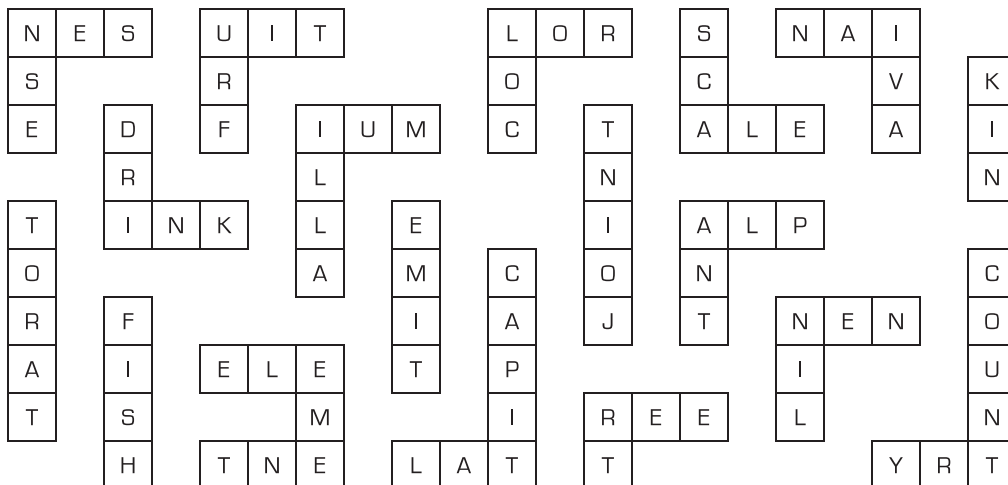 N E S U I T L O R S N A I
S R O C V K
E D F I U M C T A L E A I
R L N N
T I N K L E I A L P
O A M C O N C
R F I A J T N E N O
A I E L E T P I U
T S M I R E E L N
H T N E L A T T Y R T